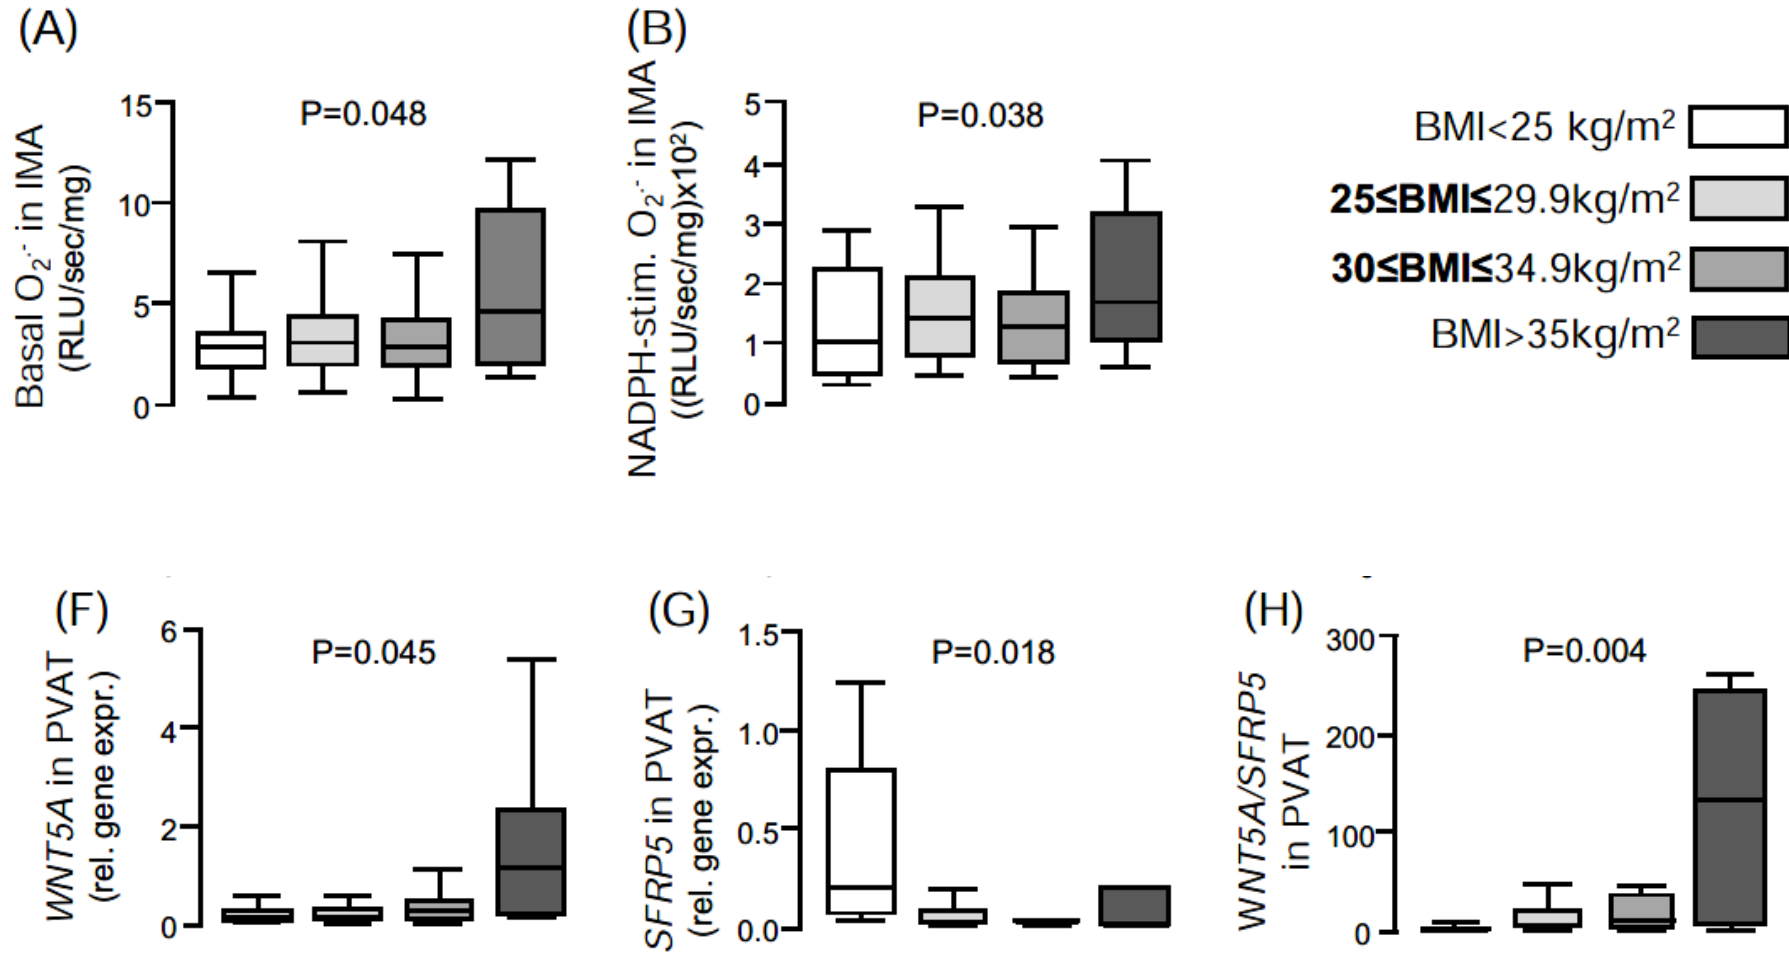 (A)
Basal O₂·⁻ in IMA
(RLU/sec/mg)
15
10
5
0
P=0.048
(B)
NADPH-stim. O₂·⁻ in IMA
((RLU/sec/mg)x10²)
5
4
3
2
1
0
P=0.038
BMI<25 kg/m²
25≤BMI≤29.9kg/m²
30≤BMI≤34.9kg/m²
BMI>35kg/m²
(F)
WNT5A in PVAT
(rel. gene expr.)
6
4
2
0
P=0.045
(G)
SFRP5 in PVAT
(rel. gene expr.)
1.5
1.0
0.5
0.0
P=0.018
(H)
WNT5A/SFRP5
in PVAT
300
200
100
0
P=0.004